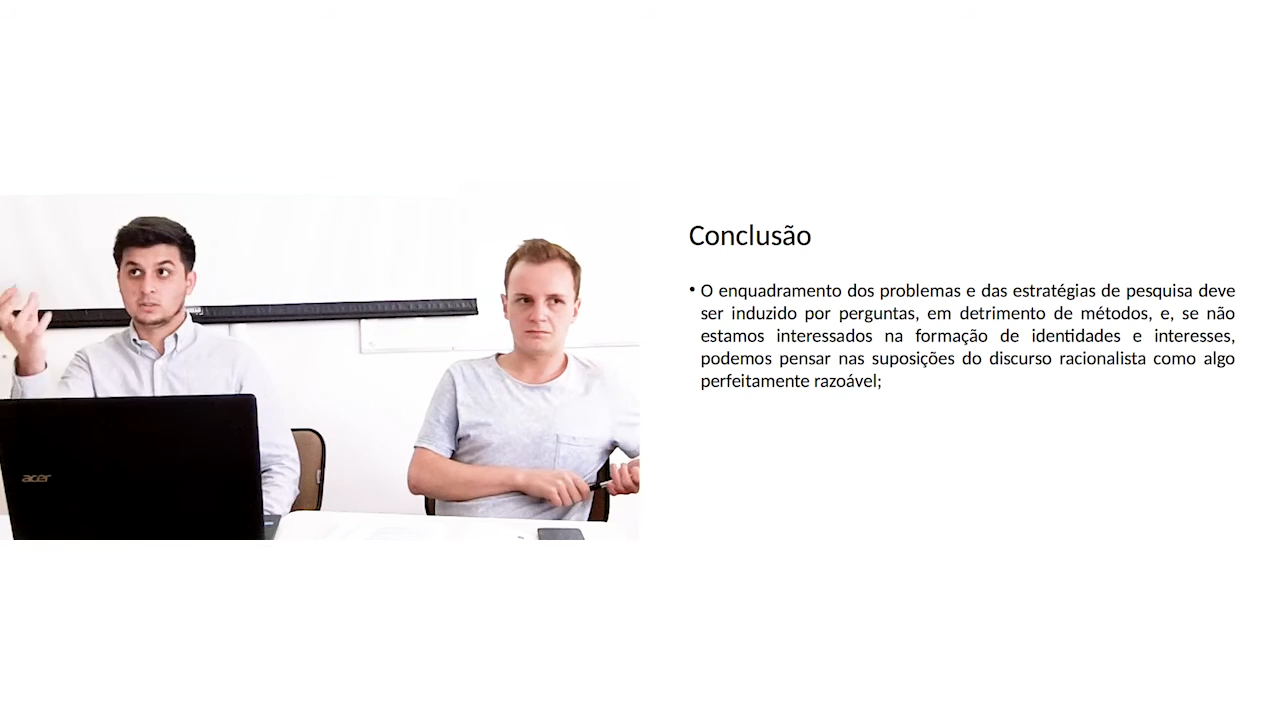 Conclusão
• O enquadramento dos problemas e das estratégias de pesquisa deve
ser induzido por perguntas, em detrimento de métodos, e, se não
estamos interessados na formação de identidades e interesses,
podemos pensar nas suposições do discurso racionalista como algo
perfeitamente razoável;
acer